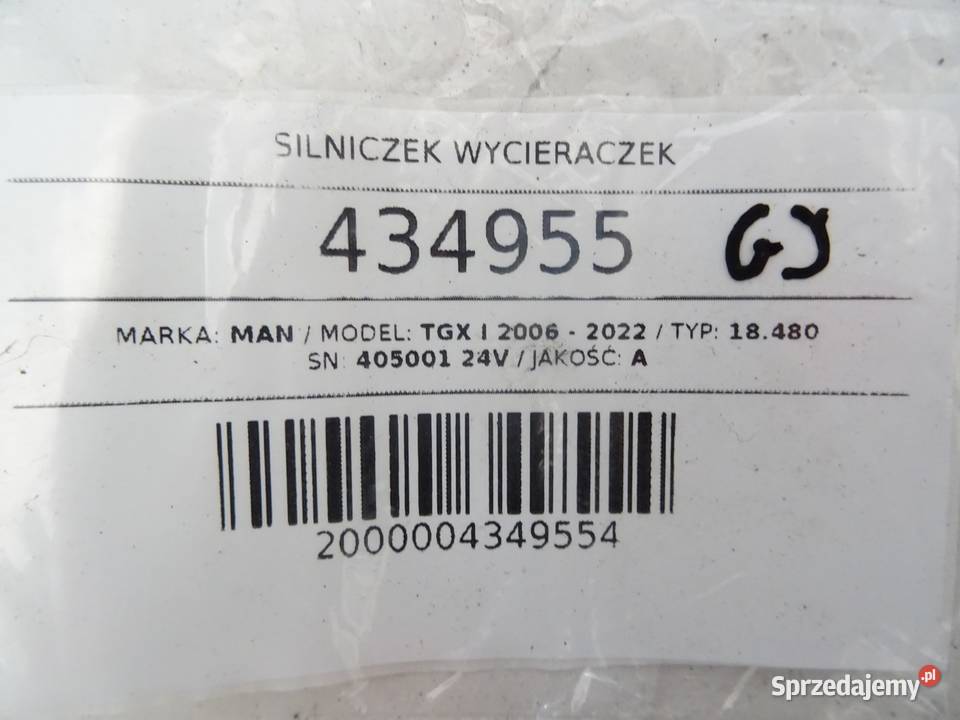 SILNICZEK WYCIERACZEK
434955 GJ
MARKA: MAN / MODEL: TGX I 2006 - 2022 / TYP: 18.480
SN: 405001 24V / JAKOŚĆ: A
2000004349554
Sprzedajemy.pl